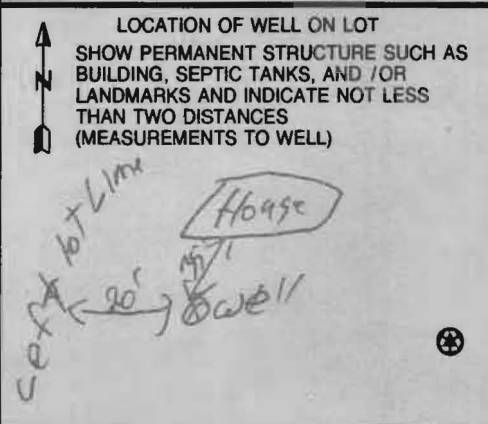 LOCATION OF WELL ON LOT
SHOW PERMANENT STRUCTURE SUCH AS
BUILDING, SEPTIC TANKS, AND /OR
LANDMARKS AND INDICATE NOT LESS
THAN TWO DISTANCES
(MEASUREMENTS TO WELL)
N
Left lot Line
House
20'
well